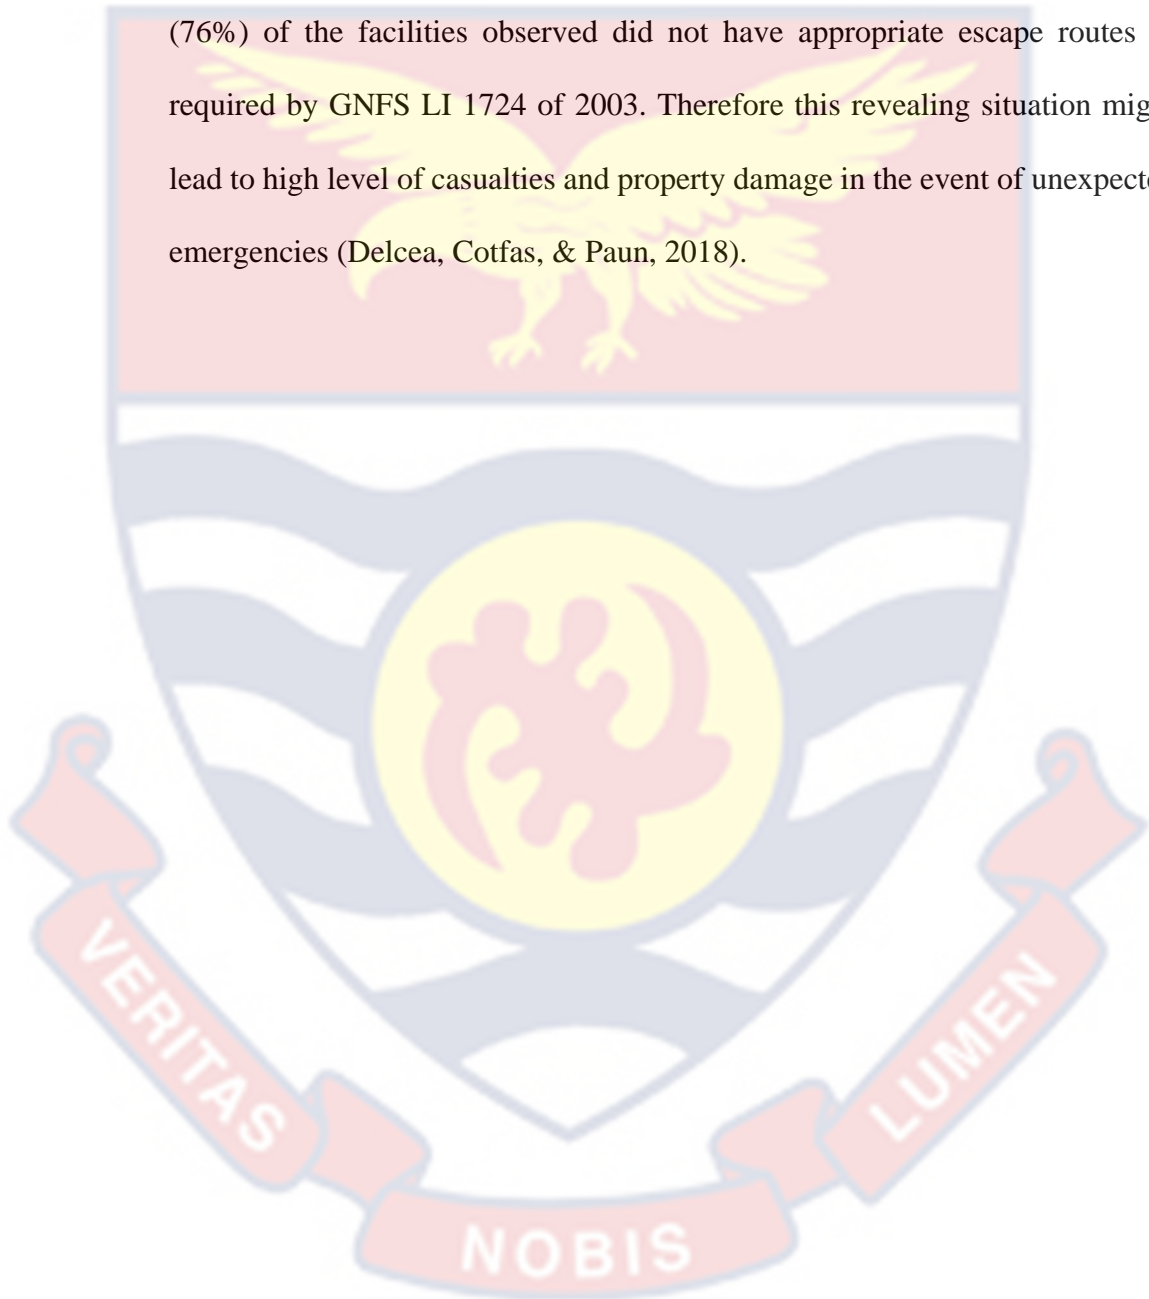 (76%) of the facilities observed did not have appropriate escape routes
required by GNFS LI 1724 of 2003. Therefore this revealing situation mig
lead to high level of casualties and property damage in the event of unexpecte
emergencies (Delcea, Cotfas, & Paun, 2018).
VERITAS
NOBIS
LUMEN